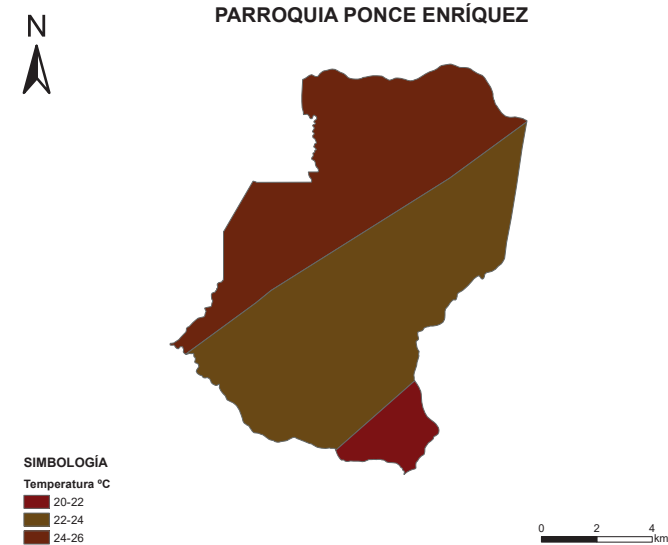 PARROQUIA PONCE ENRÍQUEZ
N
SIMBOLOGÍA
Temperatura ºC
20-22
22-24
24-26
0 2 4
km